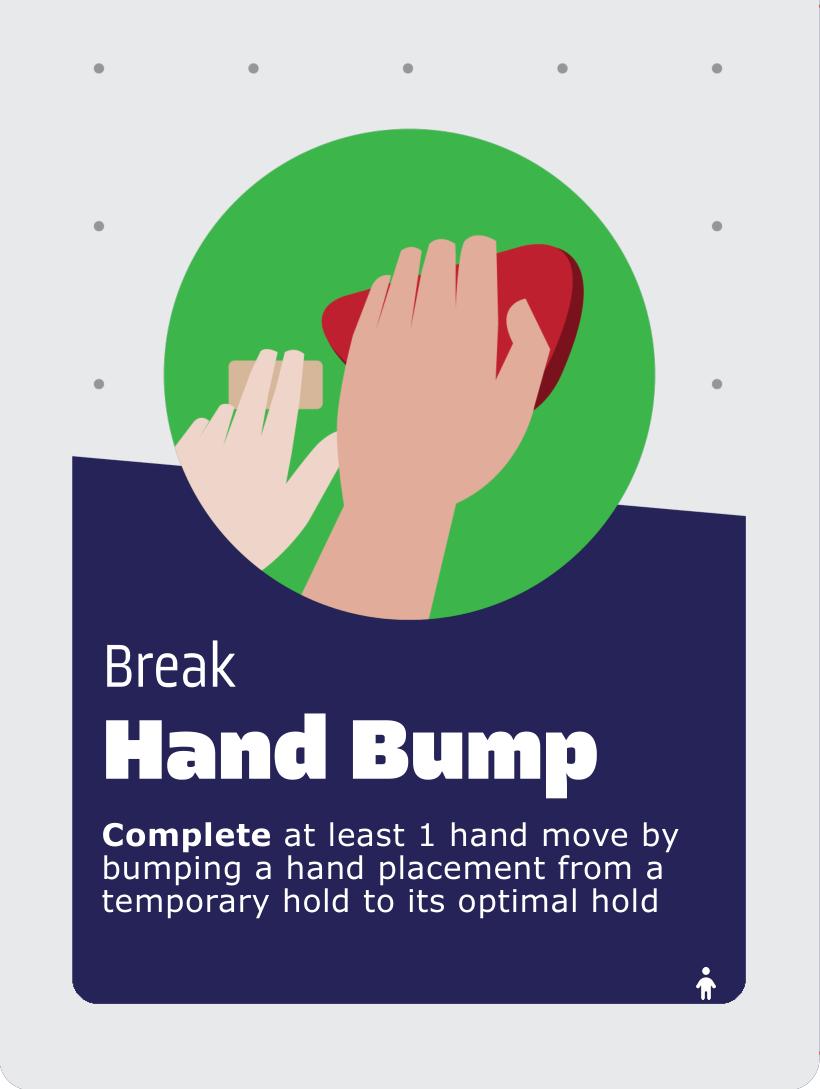 Break
Hand Bump
Complete at least 1 hand move by
bumping a hand placement from a
temporary hold to its optimal hold